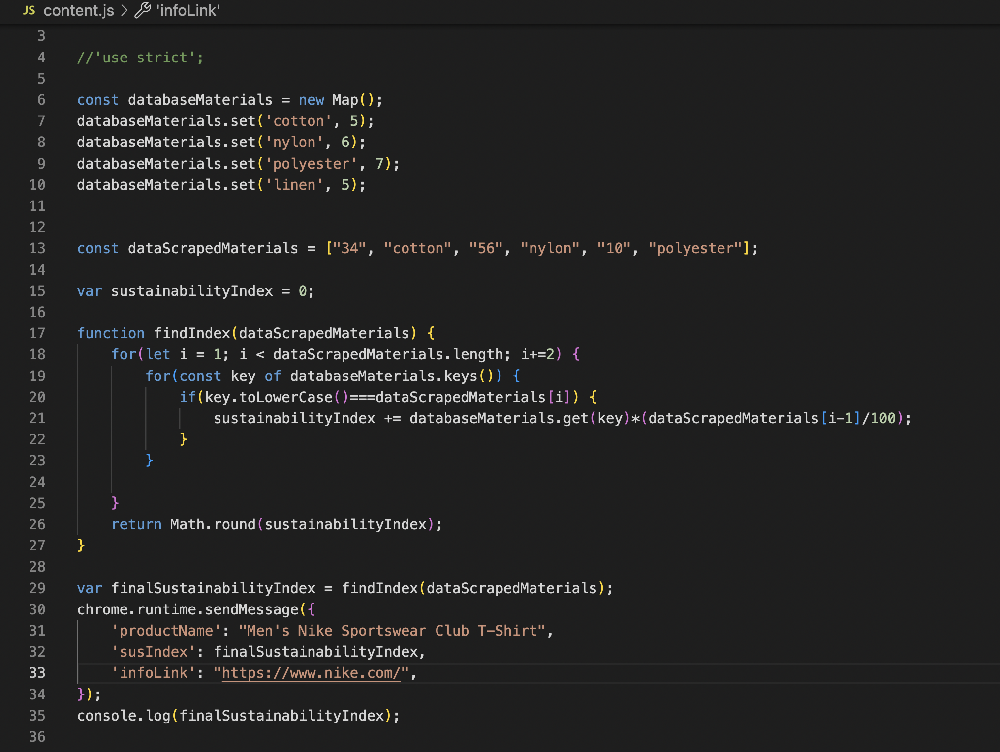 JS content.js > 'infoLink'
3
4 //'use strict';
5
6 const databaseMaterials = new Map();
7 databaseMaterials.set('cotton', 5);
8 databaseMaterials.set('nylon', 6);
9 databaseMaterials.set('polyester', 7);
10 databaseMaterials.set('linen', 5);
11
12
13 const dataScrapedMaterials = ["34", "cotton", "56", "nylon", "10", "polyester"];
14
15 var sustainabilityIndex = 0;
16
17 function findIndex(dataScrapedMaterials) {
18     for(let i = 1; i < dataScrapedMaterials.length; i+=2) {
19         for(const key of databaseMaterials.keys()) {
20             if(key.toLowerCase()===dataScrapedMaterials[i]) {
21                 sustainabilityIndex += databaseMaterials.get(key)*(dataScrapedMaterials[i-1]/100);
22             }
23         }
24
25     }
26     return Math.round(sustainabilityIndex);
27 }
28
29 var finalSustainabilityIndex = findIndex(dataScrapedMaterials);
30 chrome.runtime.sendMessage({
31     'productName': "Men's Nike Sportswear Club T-Shirt",
32     'susIndex': finalSustainabilityIndex,
33     'infoLink': "https://www.nike.com/",
34 });
35 console.log(finalSustainabilityIndex);
36